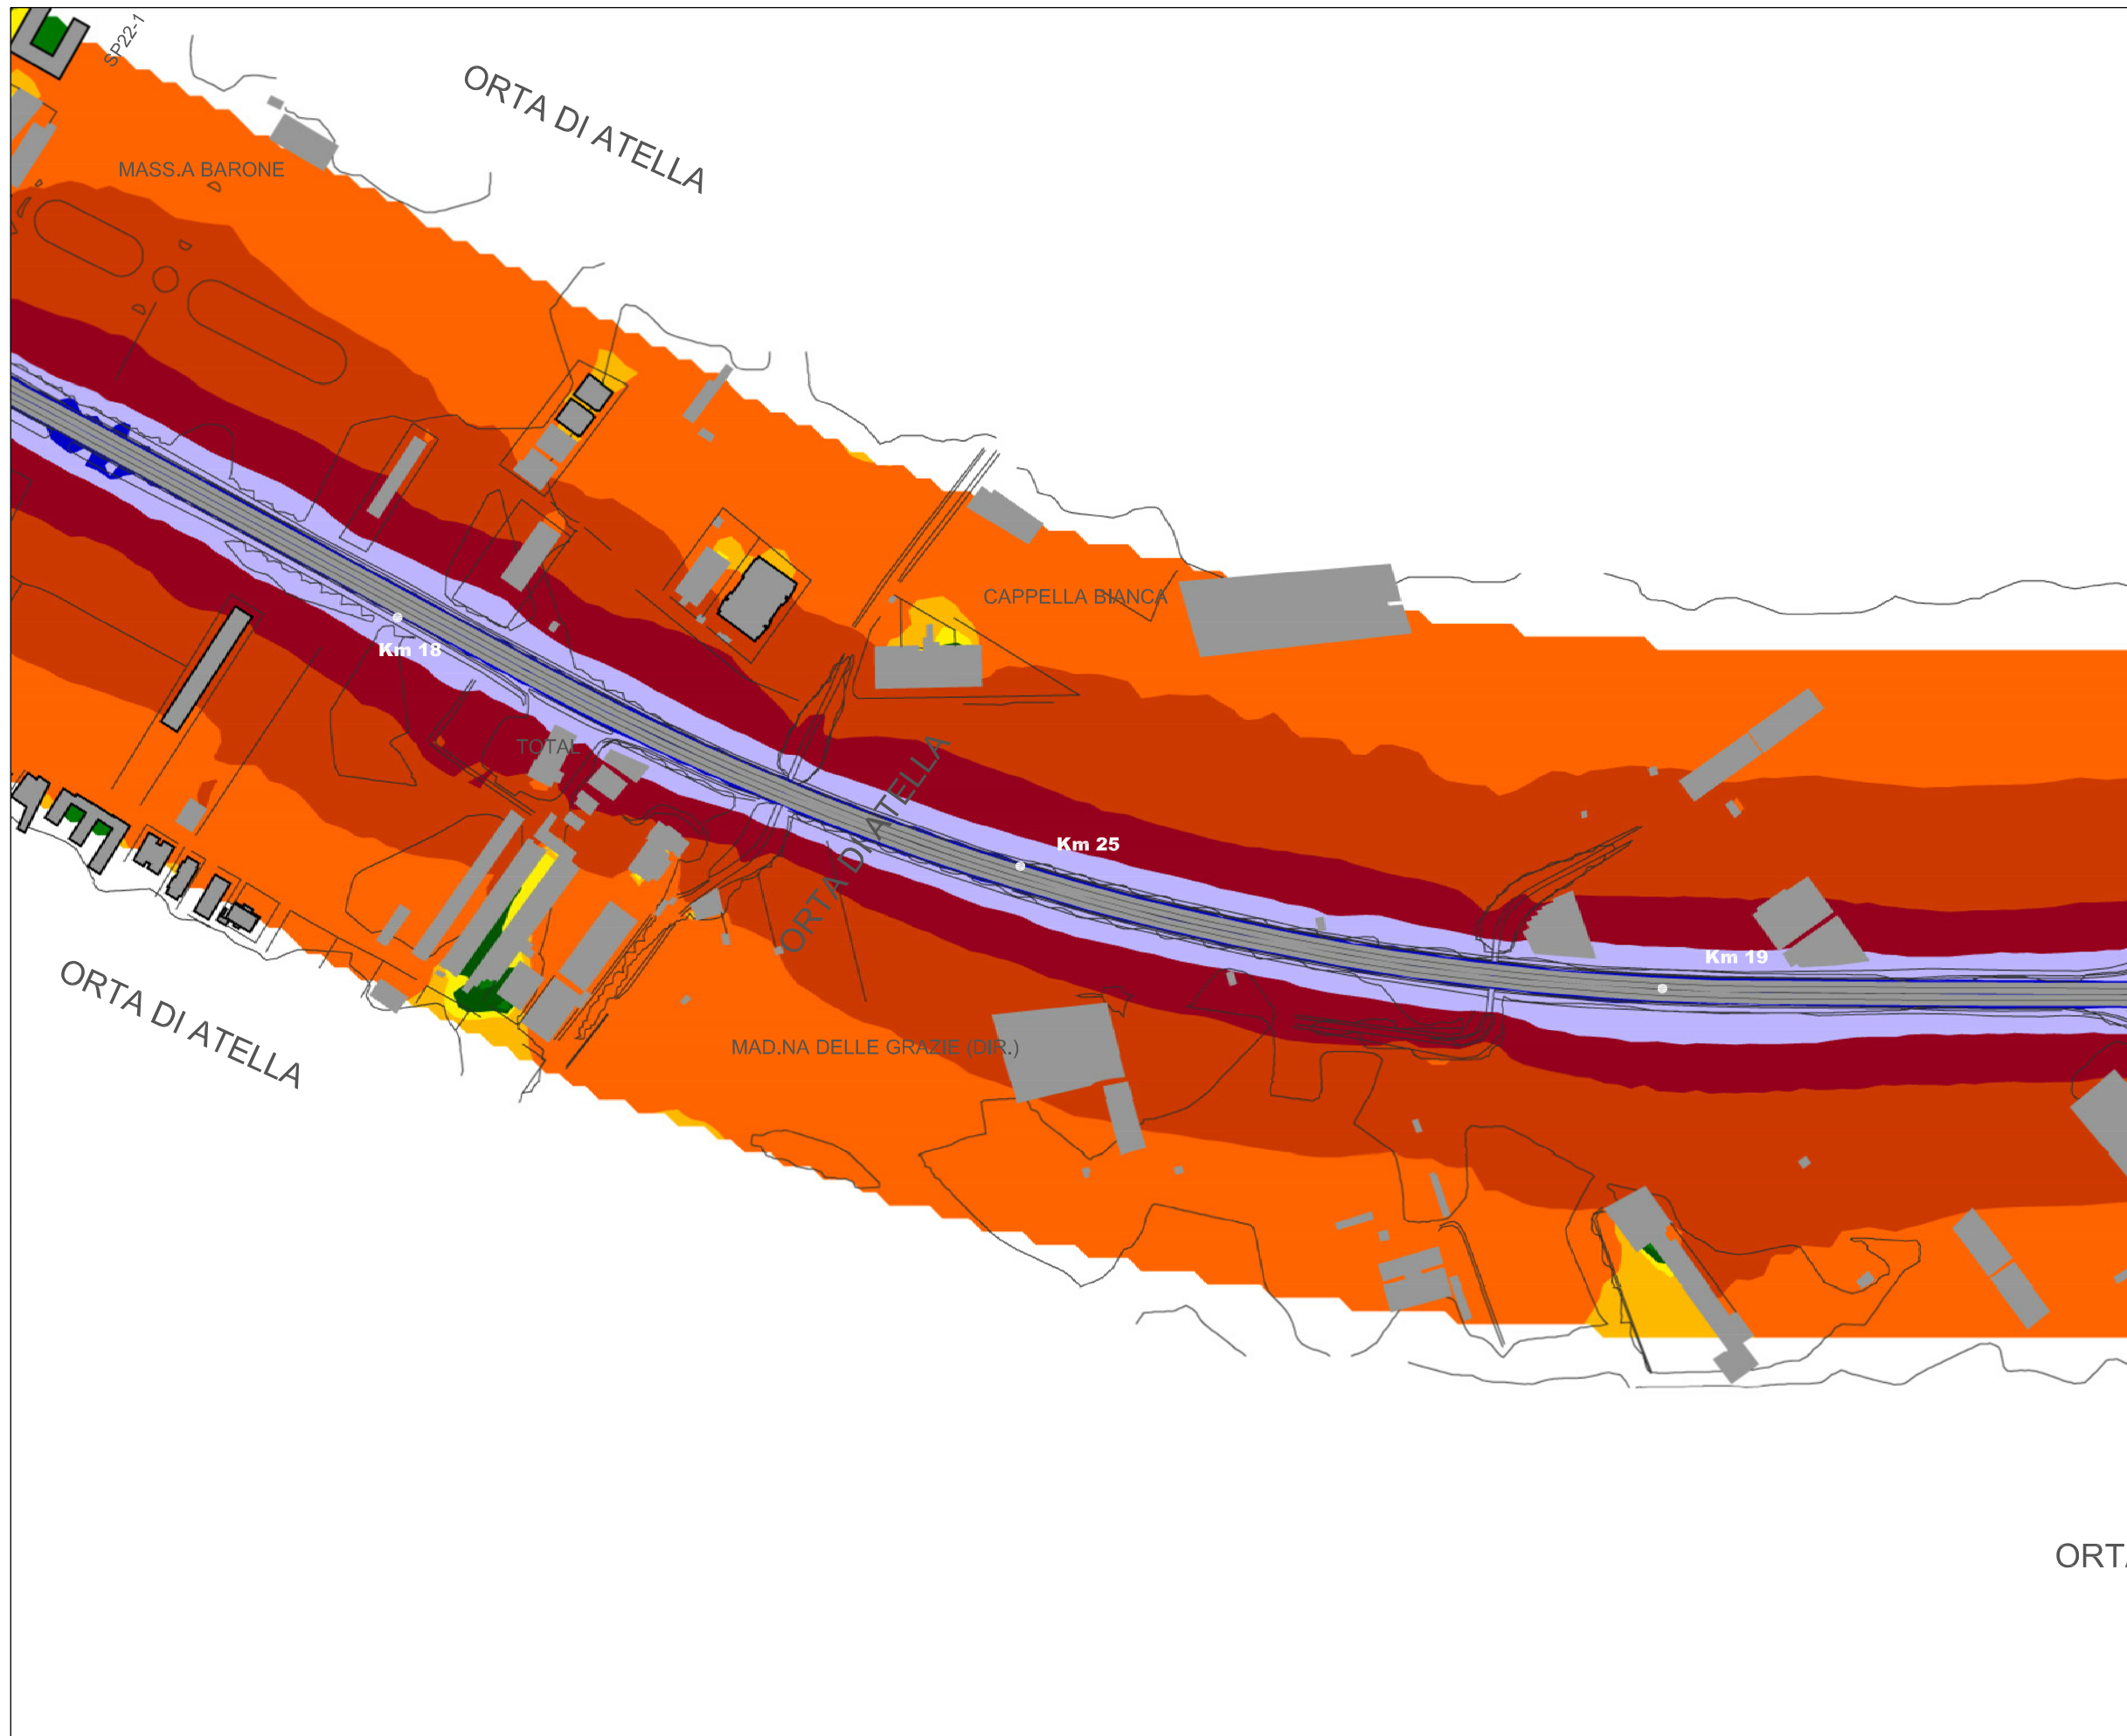 SP22-1
ORTA DI ATELLA
MASS.A BARONE
CAPPELLA BIANCA
Km 18
TOTAL
ORTA DI ATELLA
Km 25
Km 19
ORTA DI ATELLA
MAD.NA DELLE GRAZIE (DIR.)
ORTA